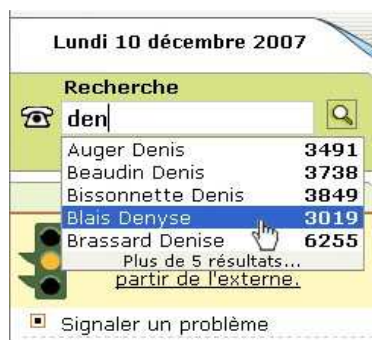 Lundi 10 décembre 2007
Recherche
den
Auger Denis 3491
Beaudin Denis 3738
Bissonnette Denis 3849
Blais Denyse 3019
Brassard Denise 6255
Plus de 5 résultats...
partir de l'externe.
Signaler un problème